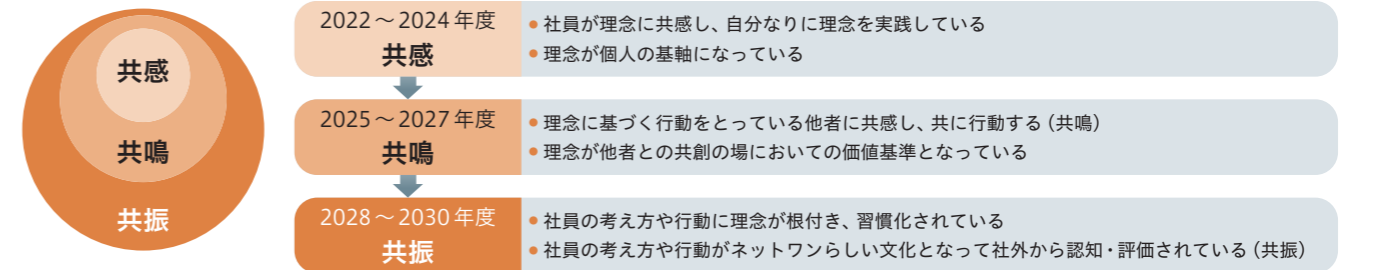 共感
共鳴
共振
2022～2024年度
共感
●社員が理念に共感し、自分なりに理念を実践している
●理念が個人の基軸になっている
2025～2027年度
共鳴
●理念に基づく行動をとっている他者に共感し、共に行動する（共鳴）
●理念が他者との共創の場においての価値基準となっている
2028～2030年度
共振
●社員の考え方や行動に理念が根付き、習慣化されている
●社員の考え方や行動がネットワンらしい文化となって社外から認知・評価されている（共振）